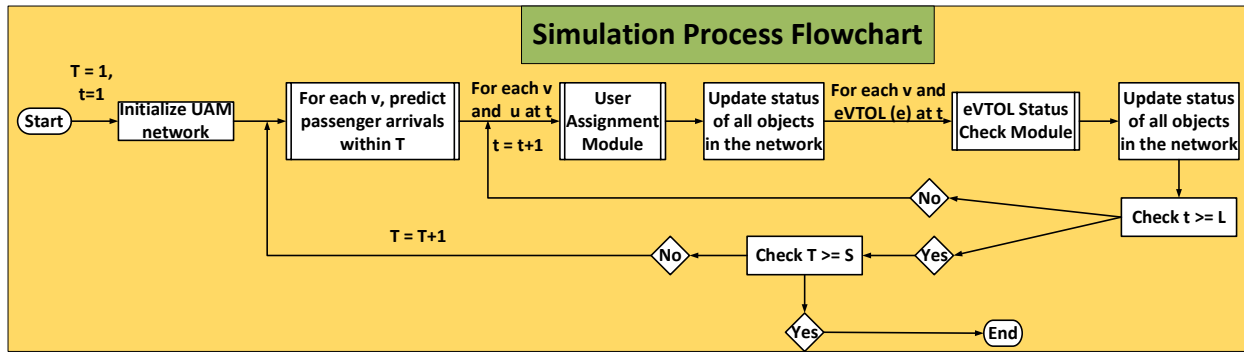 Simulation Process Flowchart
T = 1,
t=1
Start
Initialize UAM
network
For each v, predict
passenger arrivals
within T
For each v
and u at t
t = t+1
User
Assignment
Module
Update status
of all objects
in the network
For each v and
eVTOL (e) at t
eVTOL Status
Check Module
Update status
of all objects
in the network
Check t >= L
No
Yes
Check T >= S
No
T = T+1
Yes
End